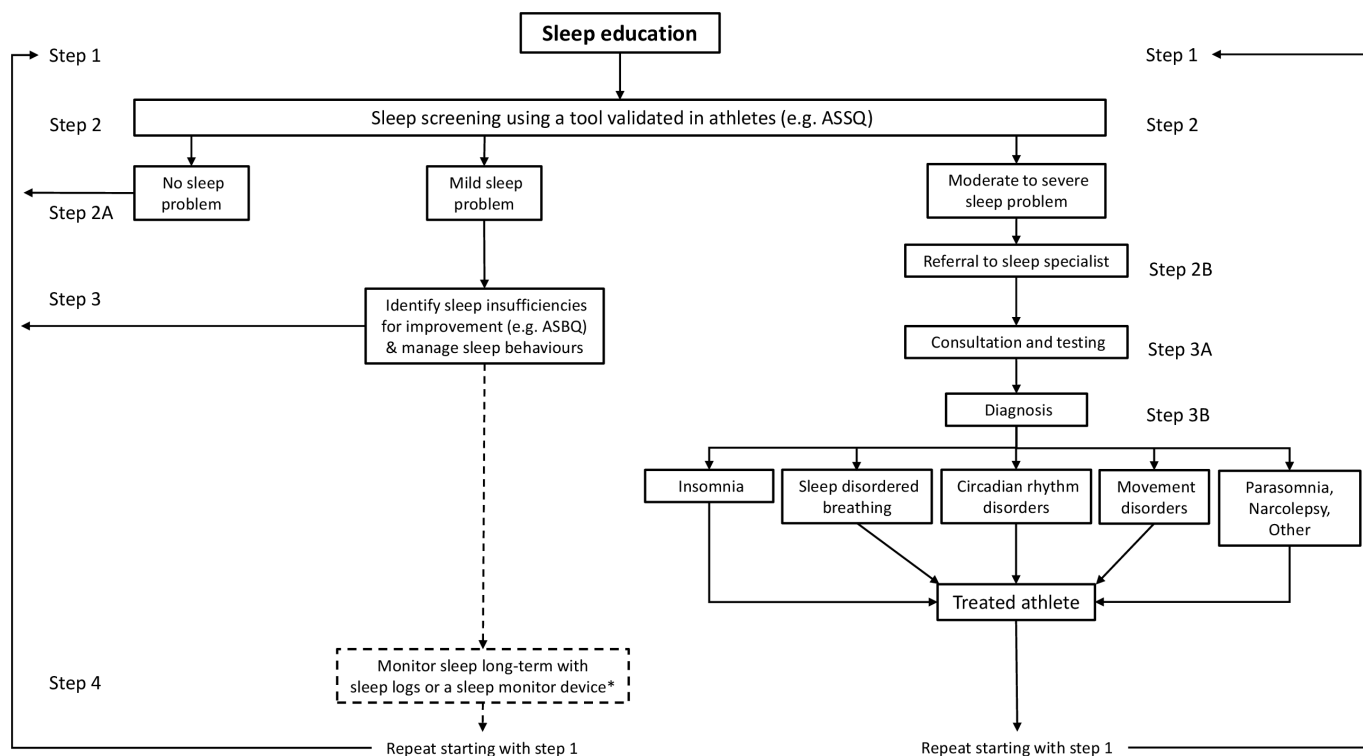 Sleep education
Step 1
Step 1
Step 2
Sleep screening using a tool validated in athletes (e.g. ASSQ)
Step 2
No sleep
problem
Mild sleep
problem
Moderate to severe
sleep problem
Step 2A
Referral to sleep specialist
Step 2B
Step 3
Identify sleep insufficiencies
for improvement (e.g. ASBQ)
& manage sleep behaviours
Consultation and testing
Step 3A
Diagnosis
Step 3B
Insomnia
Sleep disordered
breathing
Circadian rhythm
disorders
Movement
disorders
Parasomnia,
Narcolepsy,
Other
Treated athlete
Step 4
Monitor sleep long-term with
sleep logs or a sleep monitor device*
Repeat starting with step 1
Repeat starting with step 1